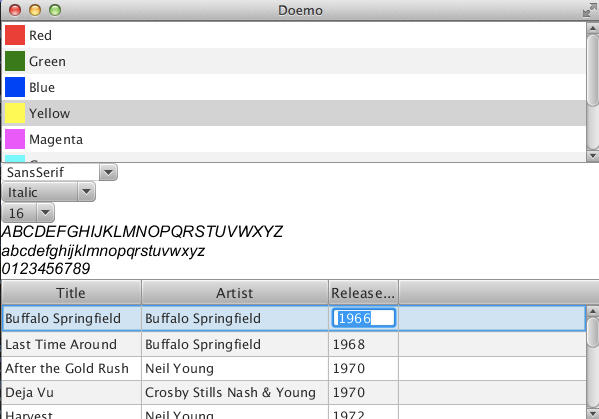 Doemo
Red
Green
Blue
Yellow
Magenta
SansSerif
Italic
16
ABCDEFGHIJKLMNOPQRSTUVWXYZ
abcdefghijklmnopqrstuvwxyz
0123456789
Title Artist Release...
Buffalo Springfield Buffalo Springfield 1966
Last Time Around Buffalo Springfield 1968
After the Gold Rush Neil Young 1970
Deja Vu Crosby Stills Nash & Young 1970
Harvest Neil Young 1972